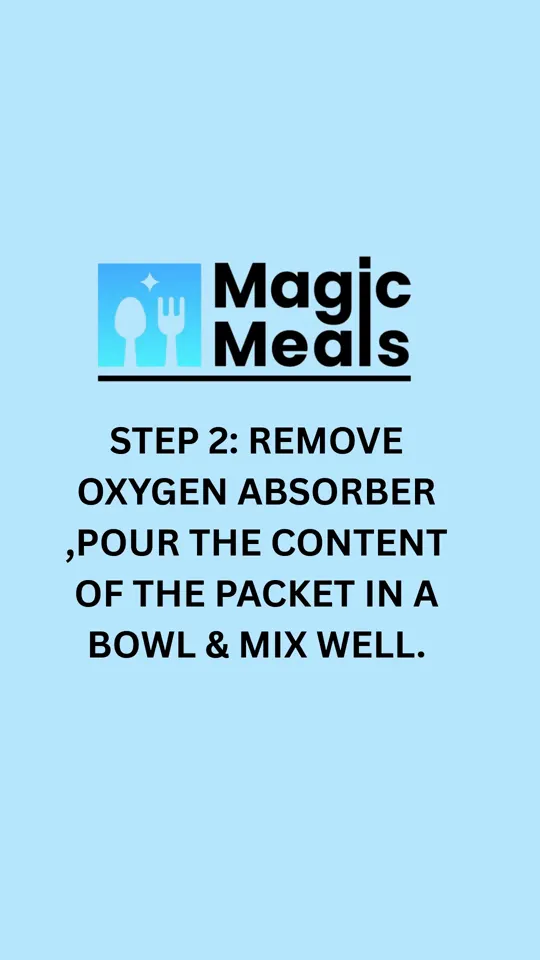 Magic
Meals
STEP 2: REMOVE
OXYGEN ABSORBER
,POUR THE CONTENT
OF THE PACKET IN A
BOWL & MIX WELL.